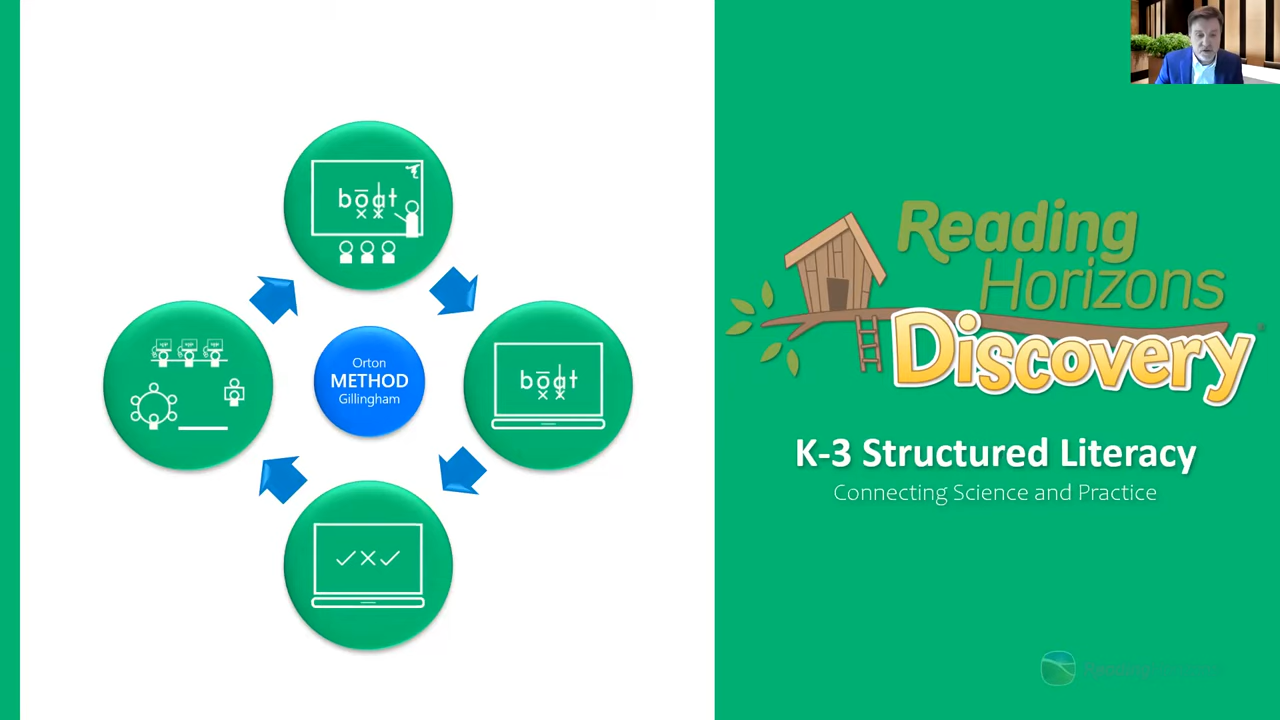 bōat
x x
Orton
METHOD
Gillingham
bōat
x x
✓×✓
Reading
Horizons
Discovery
K-3 Structured Literacy
Connecting Science and Practice